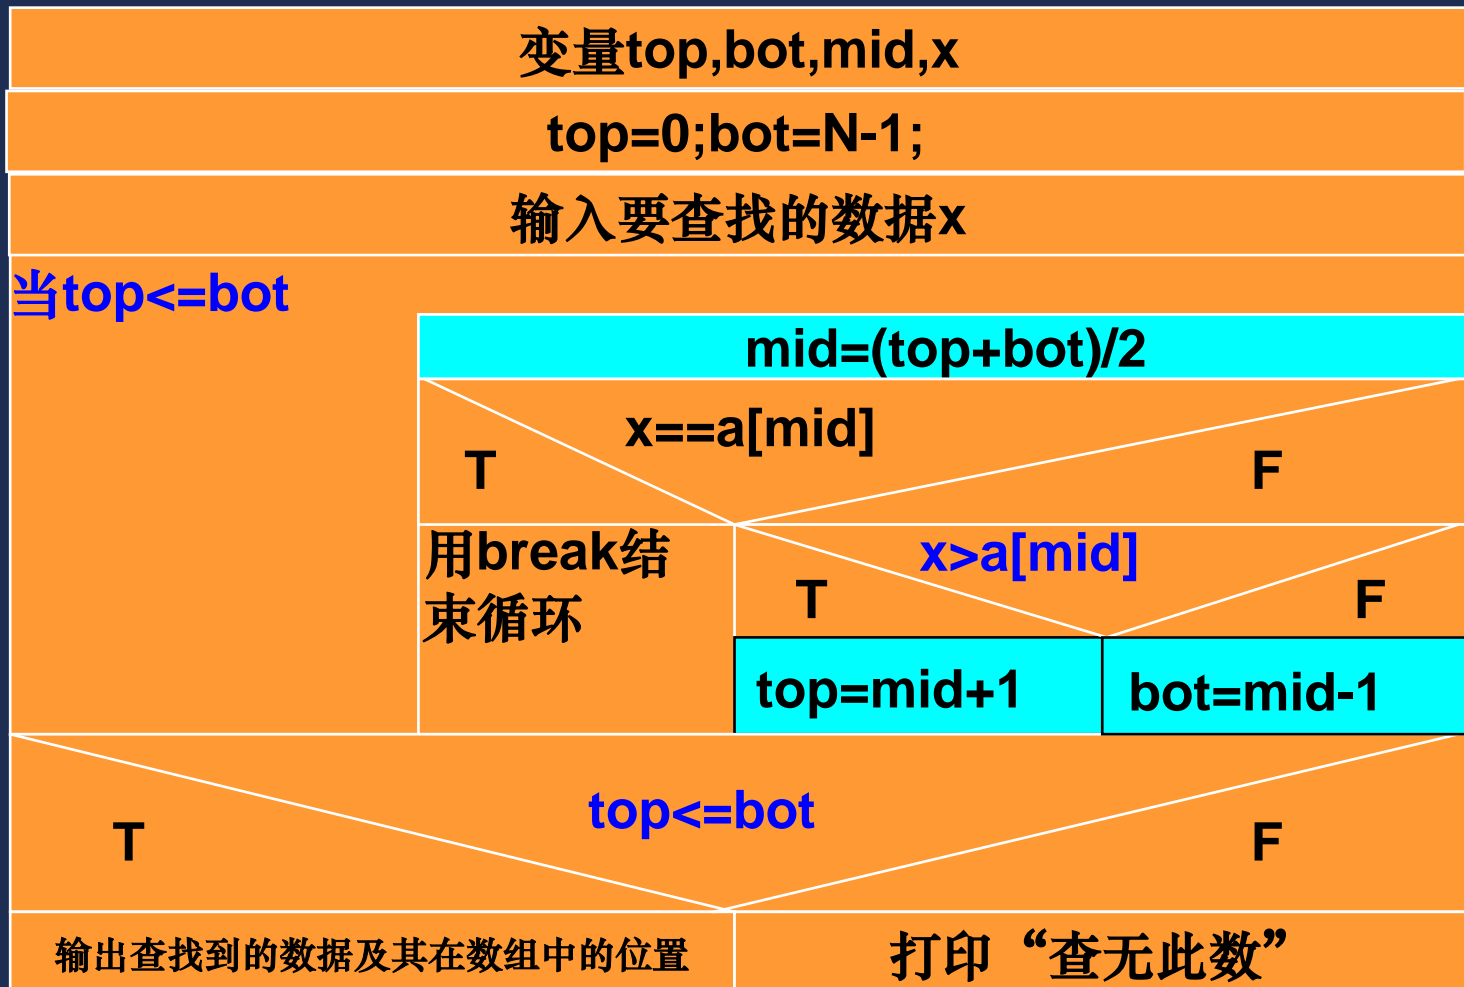 变量top,bot,mid,x
top=0;bot=N-1;
输入要查找的数据x
当top<=bot
mid=(top+bot)/2
x==a[mid]
T
F
用break结
束循环
x>a[mid]
T
F
top=mid+1
bot=mid-1
top<=bot
T
F
输出查找到的数据及其在数组中的位置
打印“查无此数”